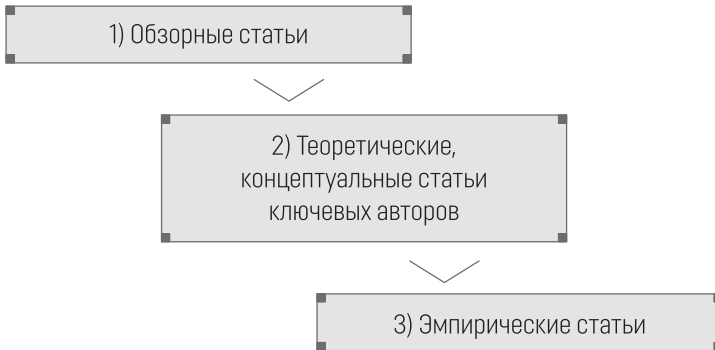 1) Обзорные статьи
2) Теоретические,
концептуальные статьи
ключевых авторов
3) Эмпирические статьи